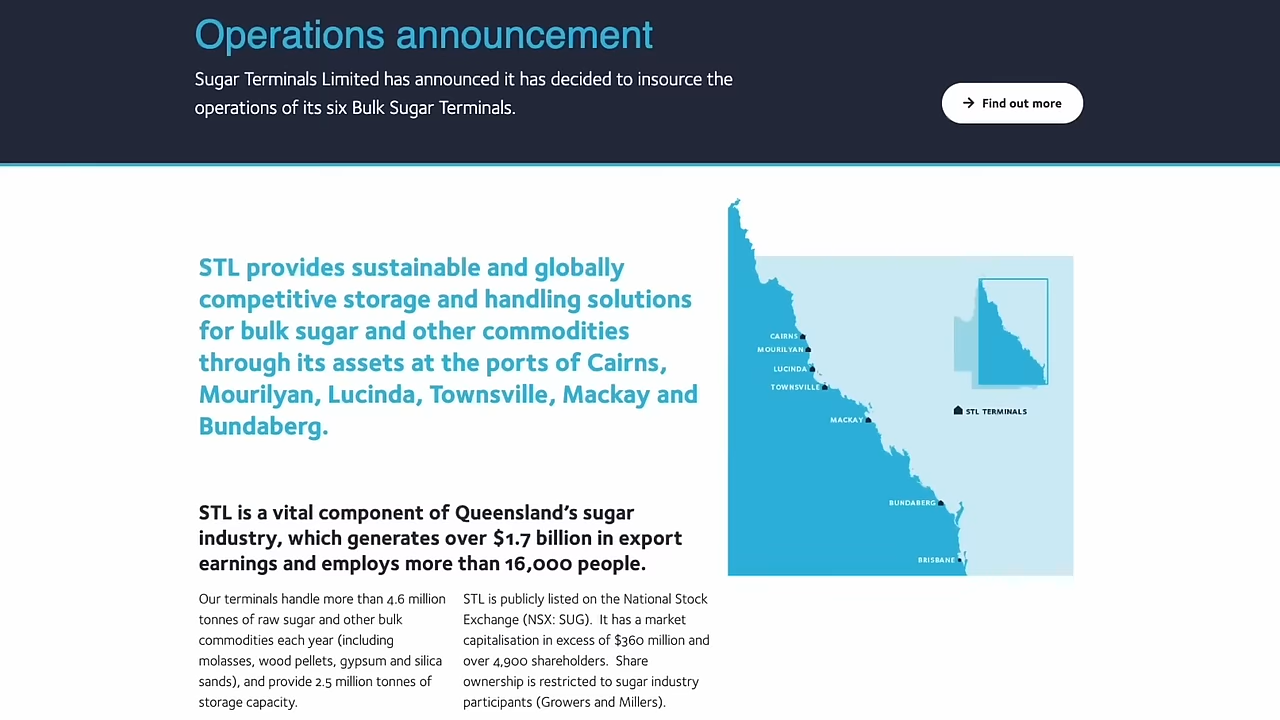 Operations announcement
Sugar Terminals Limited has announced it has decided to insource the
operations of its six Bulk Sugar Terminals.
→ Find out more
STL provides sustainable and globally
competitive storage and handling solutions
for bulk sugar and other commodities
through its assets at the ports of Cairns,
Mourilyan, Lucinda, Townsville, Mackay and
Bundaberg.
STL is a vital component of Queensland's sugar
industry, which generates over $1.7 billion in export
earnings and employs more than 16,000 people.
Our terminals handle more than 4.6 million
tonnes of raw sugar and other bulk
commodities each year (including
molasses, wood pellets, gypsum and silica
sands), and provide 2.5 million tonnes of
storage capacity.
STL is publicly listed on the National Stock
Exchange (NSX: SUG).  It has a market
capitalisation in excess of $360 million and
over 4,900 shareholders.  Share
ownership is restricted to sugar industry
participants (Growers and Millers).
CAIRNS
MOURILYAN
LUCINDA
TOWNSVILLE
MACKAY
BUNDABERG
BRISBANE
STL TERMINALS